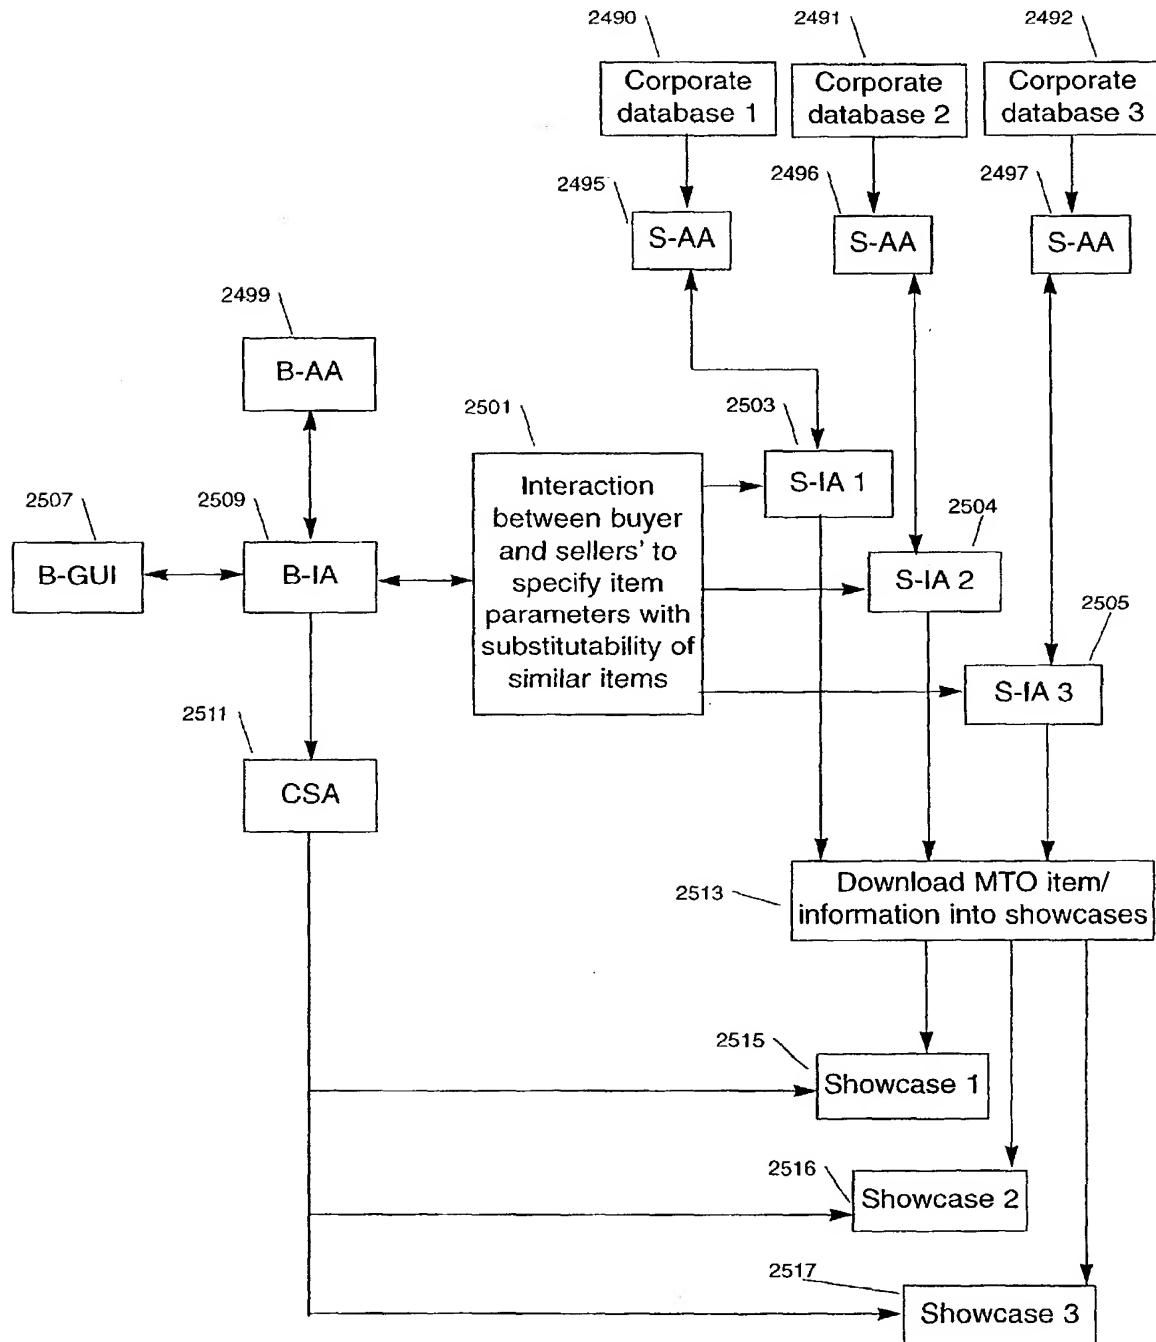 2490
2491
2492
Corporate
database 1
Corporate
database 2
Corporate
database 3
2495
2496
2497
S-AA
S-AA
S-AA
2499
B-AA
2501
2503
Interaction
between buyer
and sellers' to
specify item
parameters with
substitutability of
similar items
S-IA 1
2507
2509
2504
B-GUI
B-IA
S-IA 2
2505
S-IA 3
2511
CSA
2513
Download MTO item/
information into showcases
2515
Showcase 1
2516
Showcase 2
2517
Showcase 3